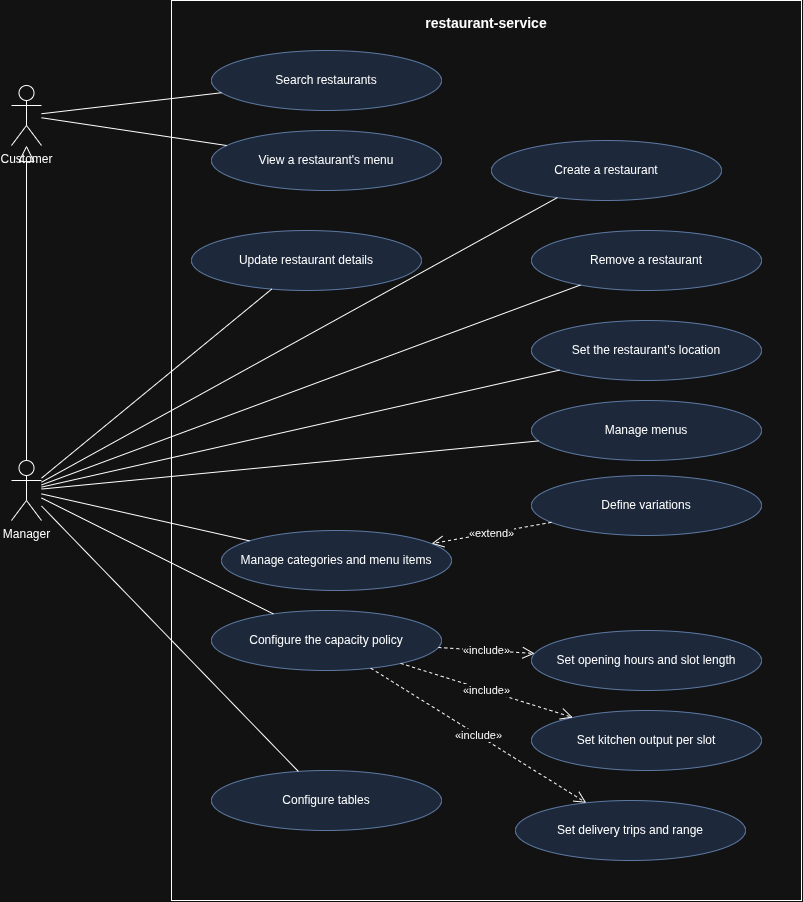 restaurant-service
Search restaurants
Customer
View a restaurant's menu
Create a restaurant
Update restaurant details
Remove a restaurant
Set the restaurant's location
Manage menus
Define variations
Manager
«extend»
Manage categories and menu items
Configure the capacity policy
«include»
Set opening hours and slot length
«include»
«include»
Set kitchen output per slot
Configure tables
Set delivery trips and range